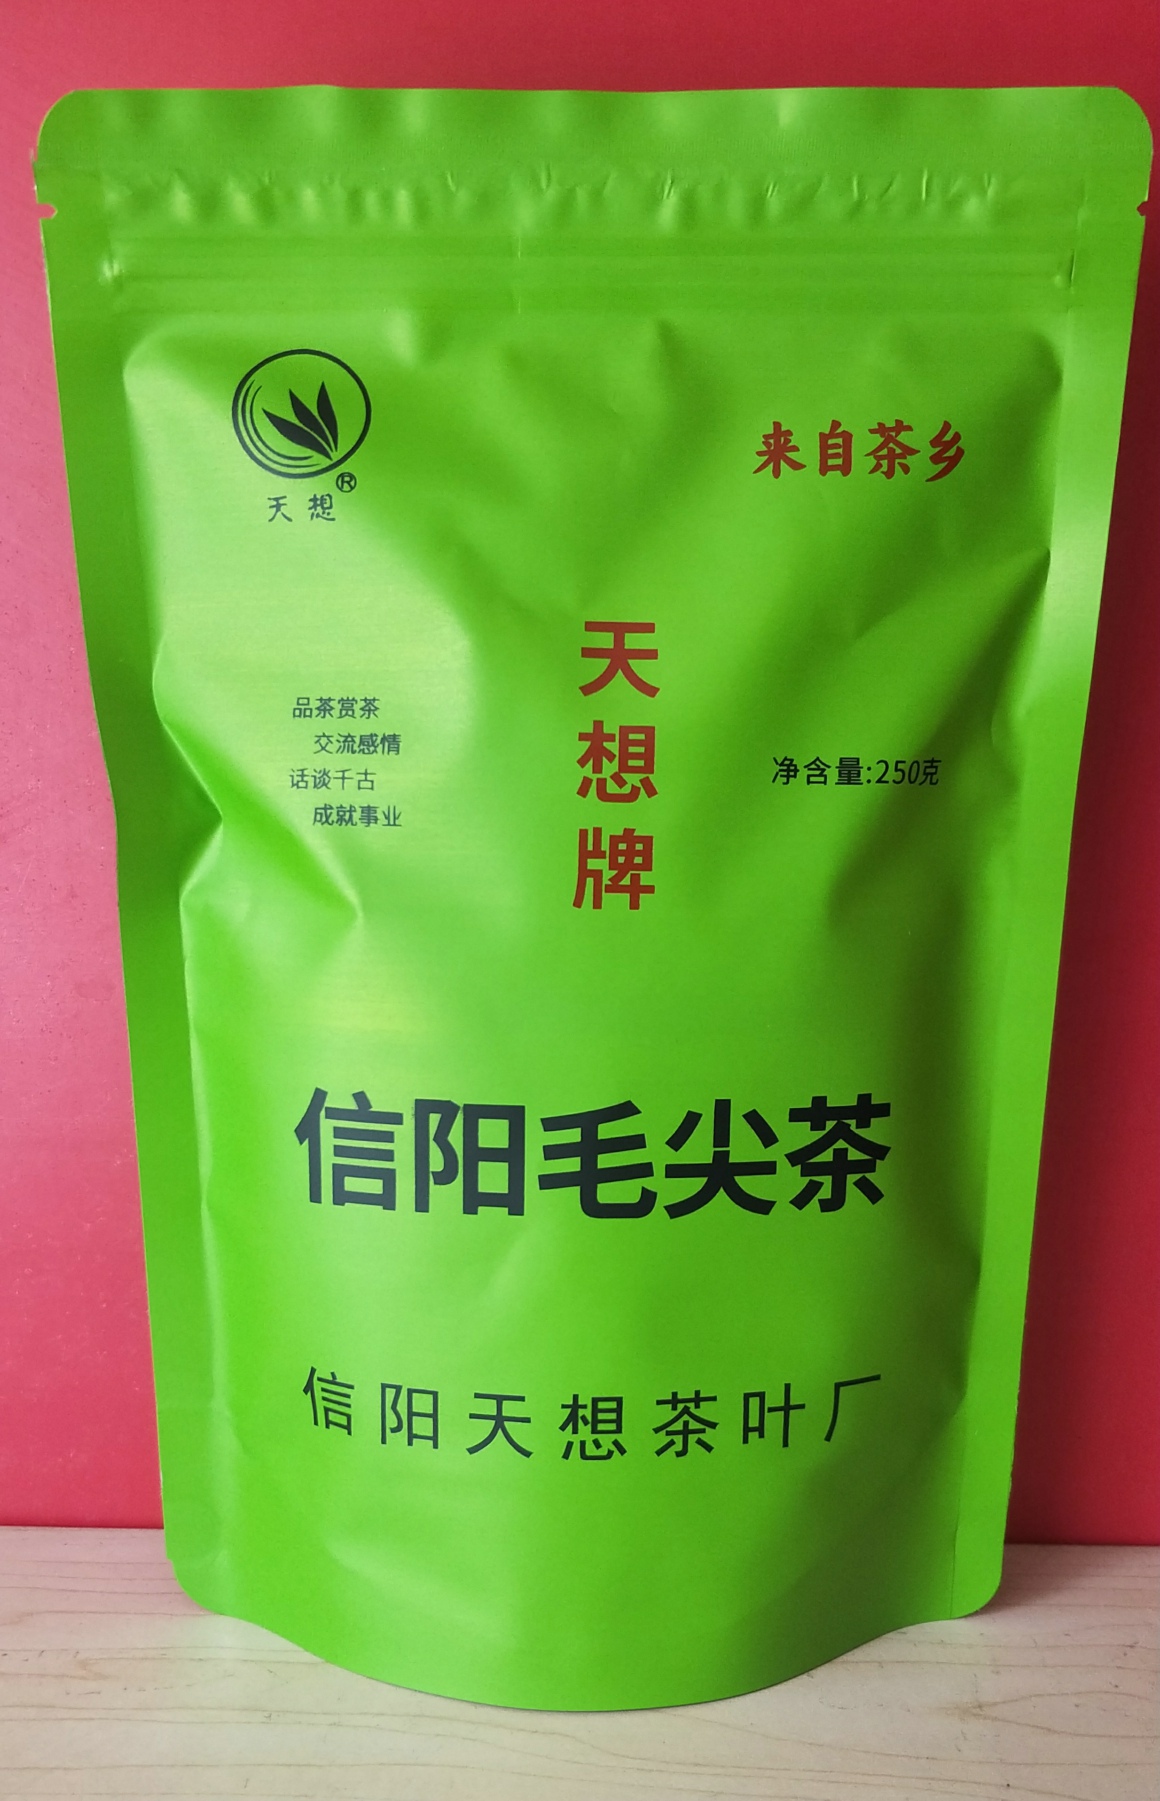 ®
天想
来自茶乡
天想牌
品茶赏茶
交流感情
话谈千古
成就事业
净含量:250克
信阳毛尖茶
信阳天想茶叶厂